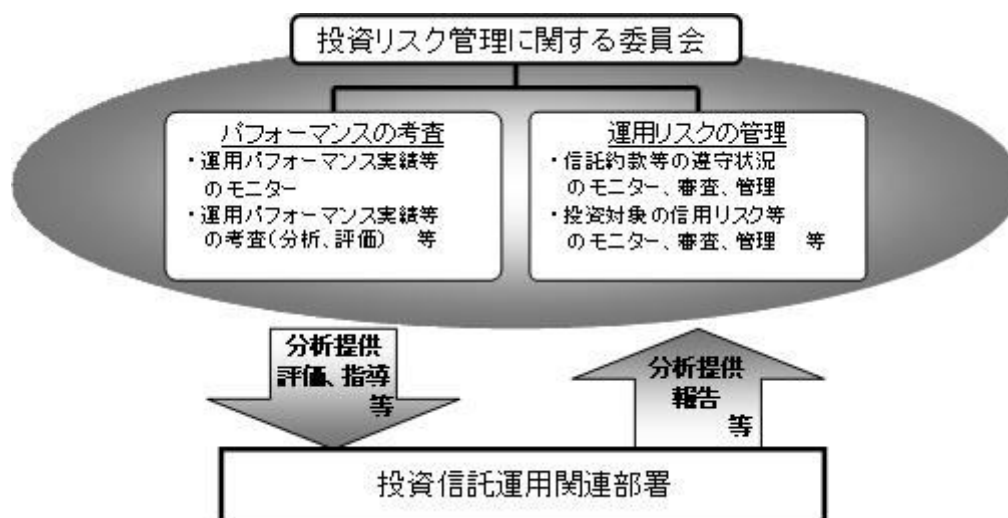 投資リスク管理に関する委員会
パフォーマンスの考査
・運用パフォーマンス実績等
のモニター
・運用パフォーマンス実績等
の考査(分析、評価) 等
運用リスクの管理
・信託約款等の遵守状況
のモニター、審査、管理
・投資対象の信用リスク等
のモニター、審査、管理 等
分析提供
評価、指導
等
分析提供
報告
等
投資信託運用関連部署